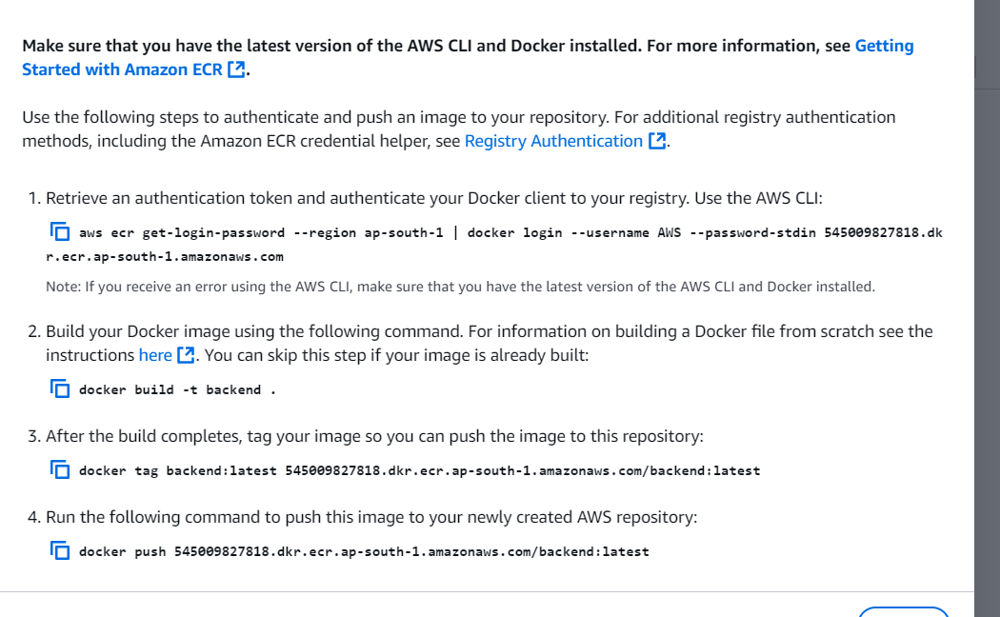 Make sure that you have the latest version of the AWS CLI and Docker installed. For more information, see Getting
Started with Amazon ECR.
Use the following steps to authenticate and push an image to your repository. For additional registry authentication
methods, including the Amazon ECR credential helper, see Registry Authentication.
1. Retrieve an authentication token and authenticate your Docker client to your registry. Use the AWS CLI:
aws ecr get-login-password --region ap-south-1 | docker login --username AWS --password-stdin 545009827818.dk
r.ecr.ap-south-1.amazonaws.com
Note: If you receive an error using the AWS CLI, make sure that you have the latest version of the AWS CLI and Docker installed.
2. Build your Docker image using the following command. For information on building a Docker file from scratch see the
instructions here. You can skip this step if your image is already built:
docker build -t backend .
3. After the build completes, tag your image so you can push the image to this repository:
docker tag backend:latest 545009827818.dkr.ecr.ap-south-1.amazonaws.com/backend:latest
4. Run the following command to push this image to your newly created AWS repository:
docker push 545009827818.dkr.ecr.ap-south-1.amazonaws.com/backend:latest